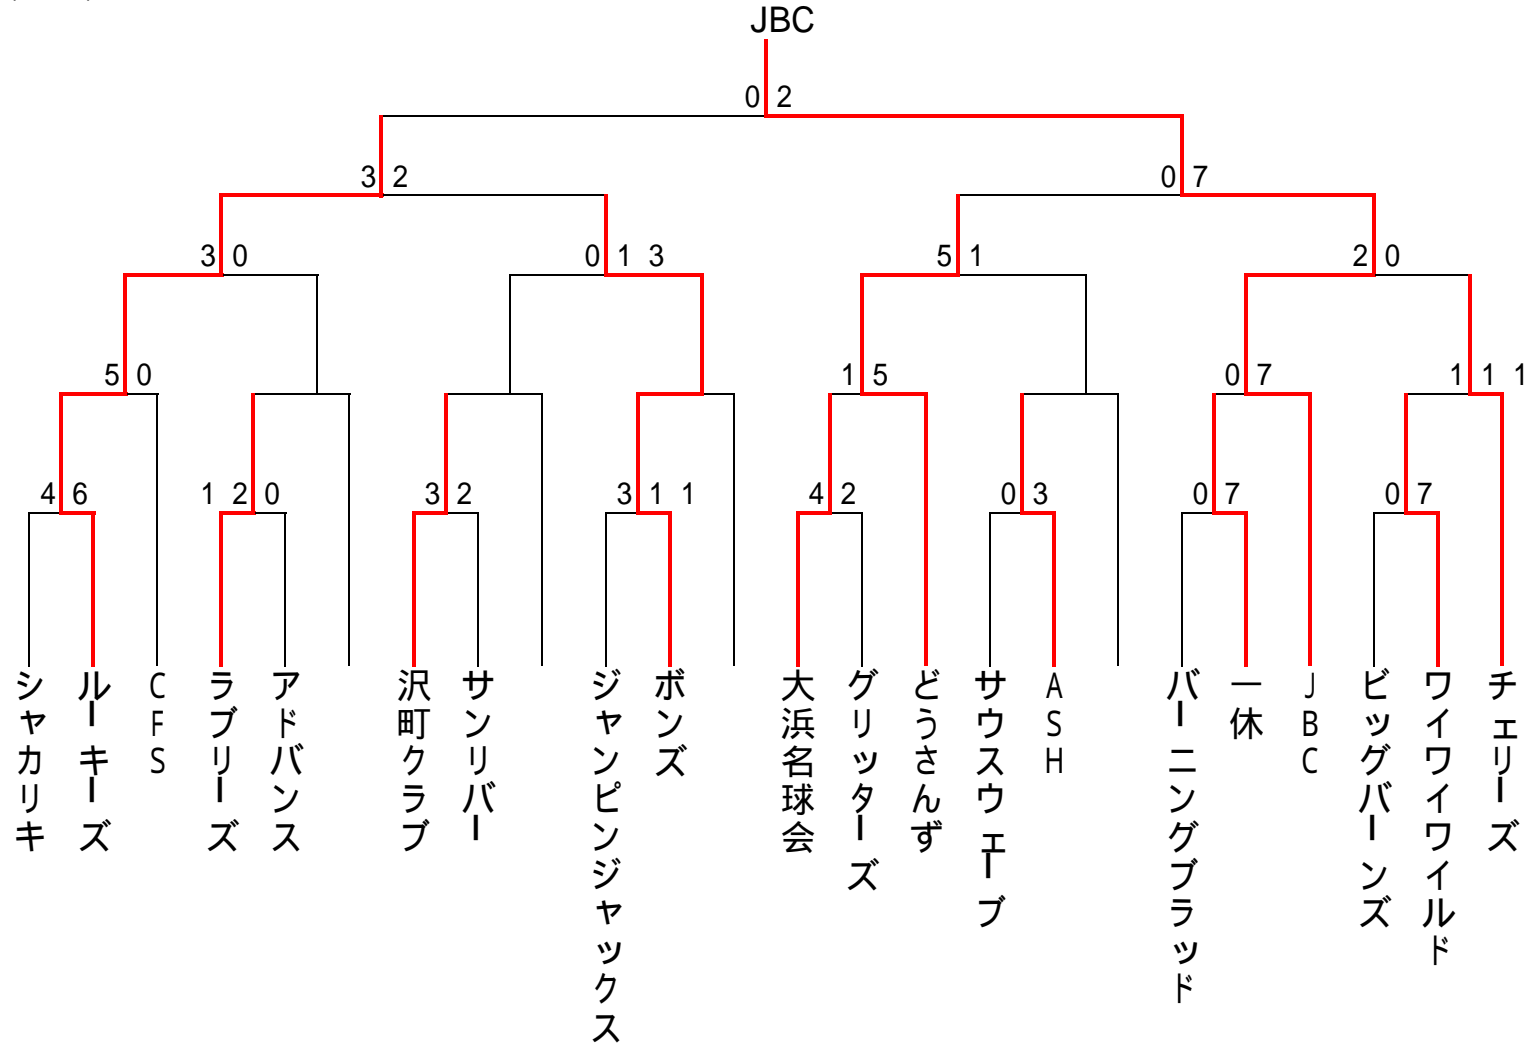 JBC
0 2
3 2
0 7
3 0
0 1 3
5 1
2 0
5 0
1 5
0 7
1 1 1
4 6
1 2 0
3 2
3 1 1
4 2
0 3
0 7
0 7
シャカリキ
ルーキーズ
CFS
ラブリーズ
アドバンス
沢町クラブ
サンリバー
ジャンピンジャックス
ボンズ
大浜名球会
グリッターズ
どうさんず
サウスウェーブ
ASH
バーニングブラッド
一休
JBC
ビッグバーンズ
ワイワイワイルド
チェリーズ